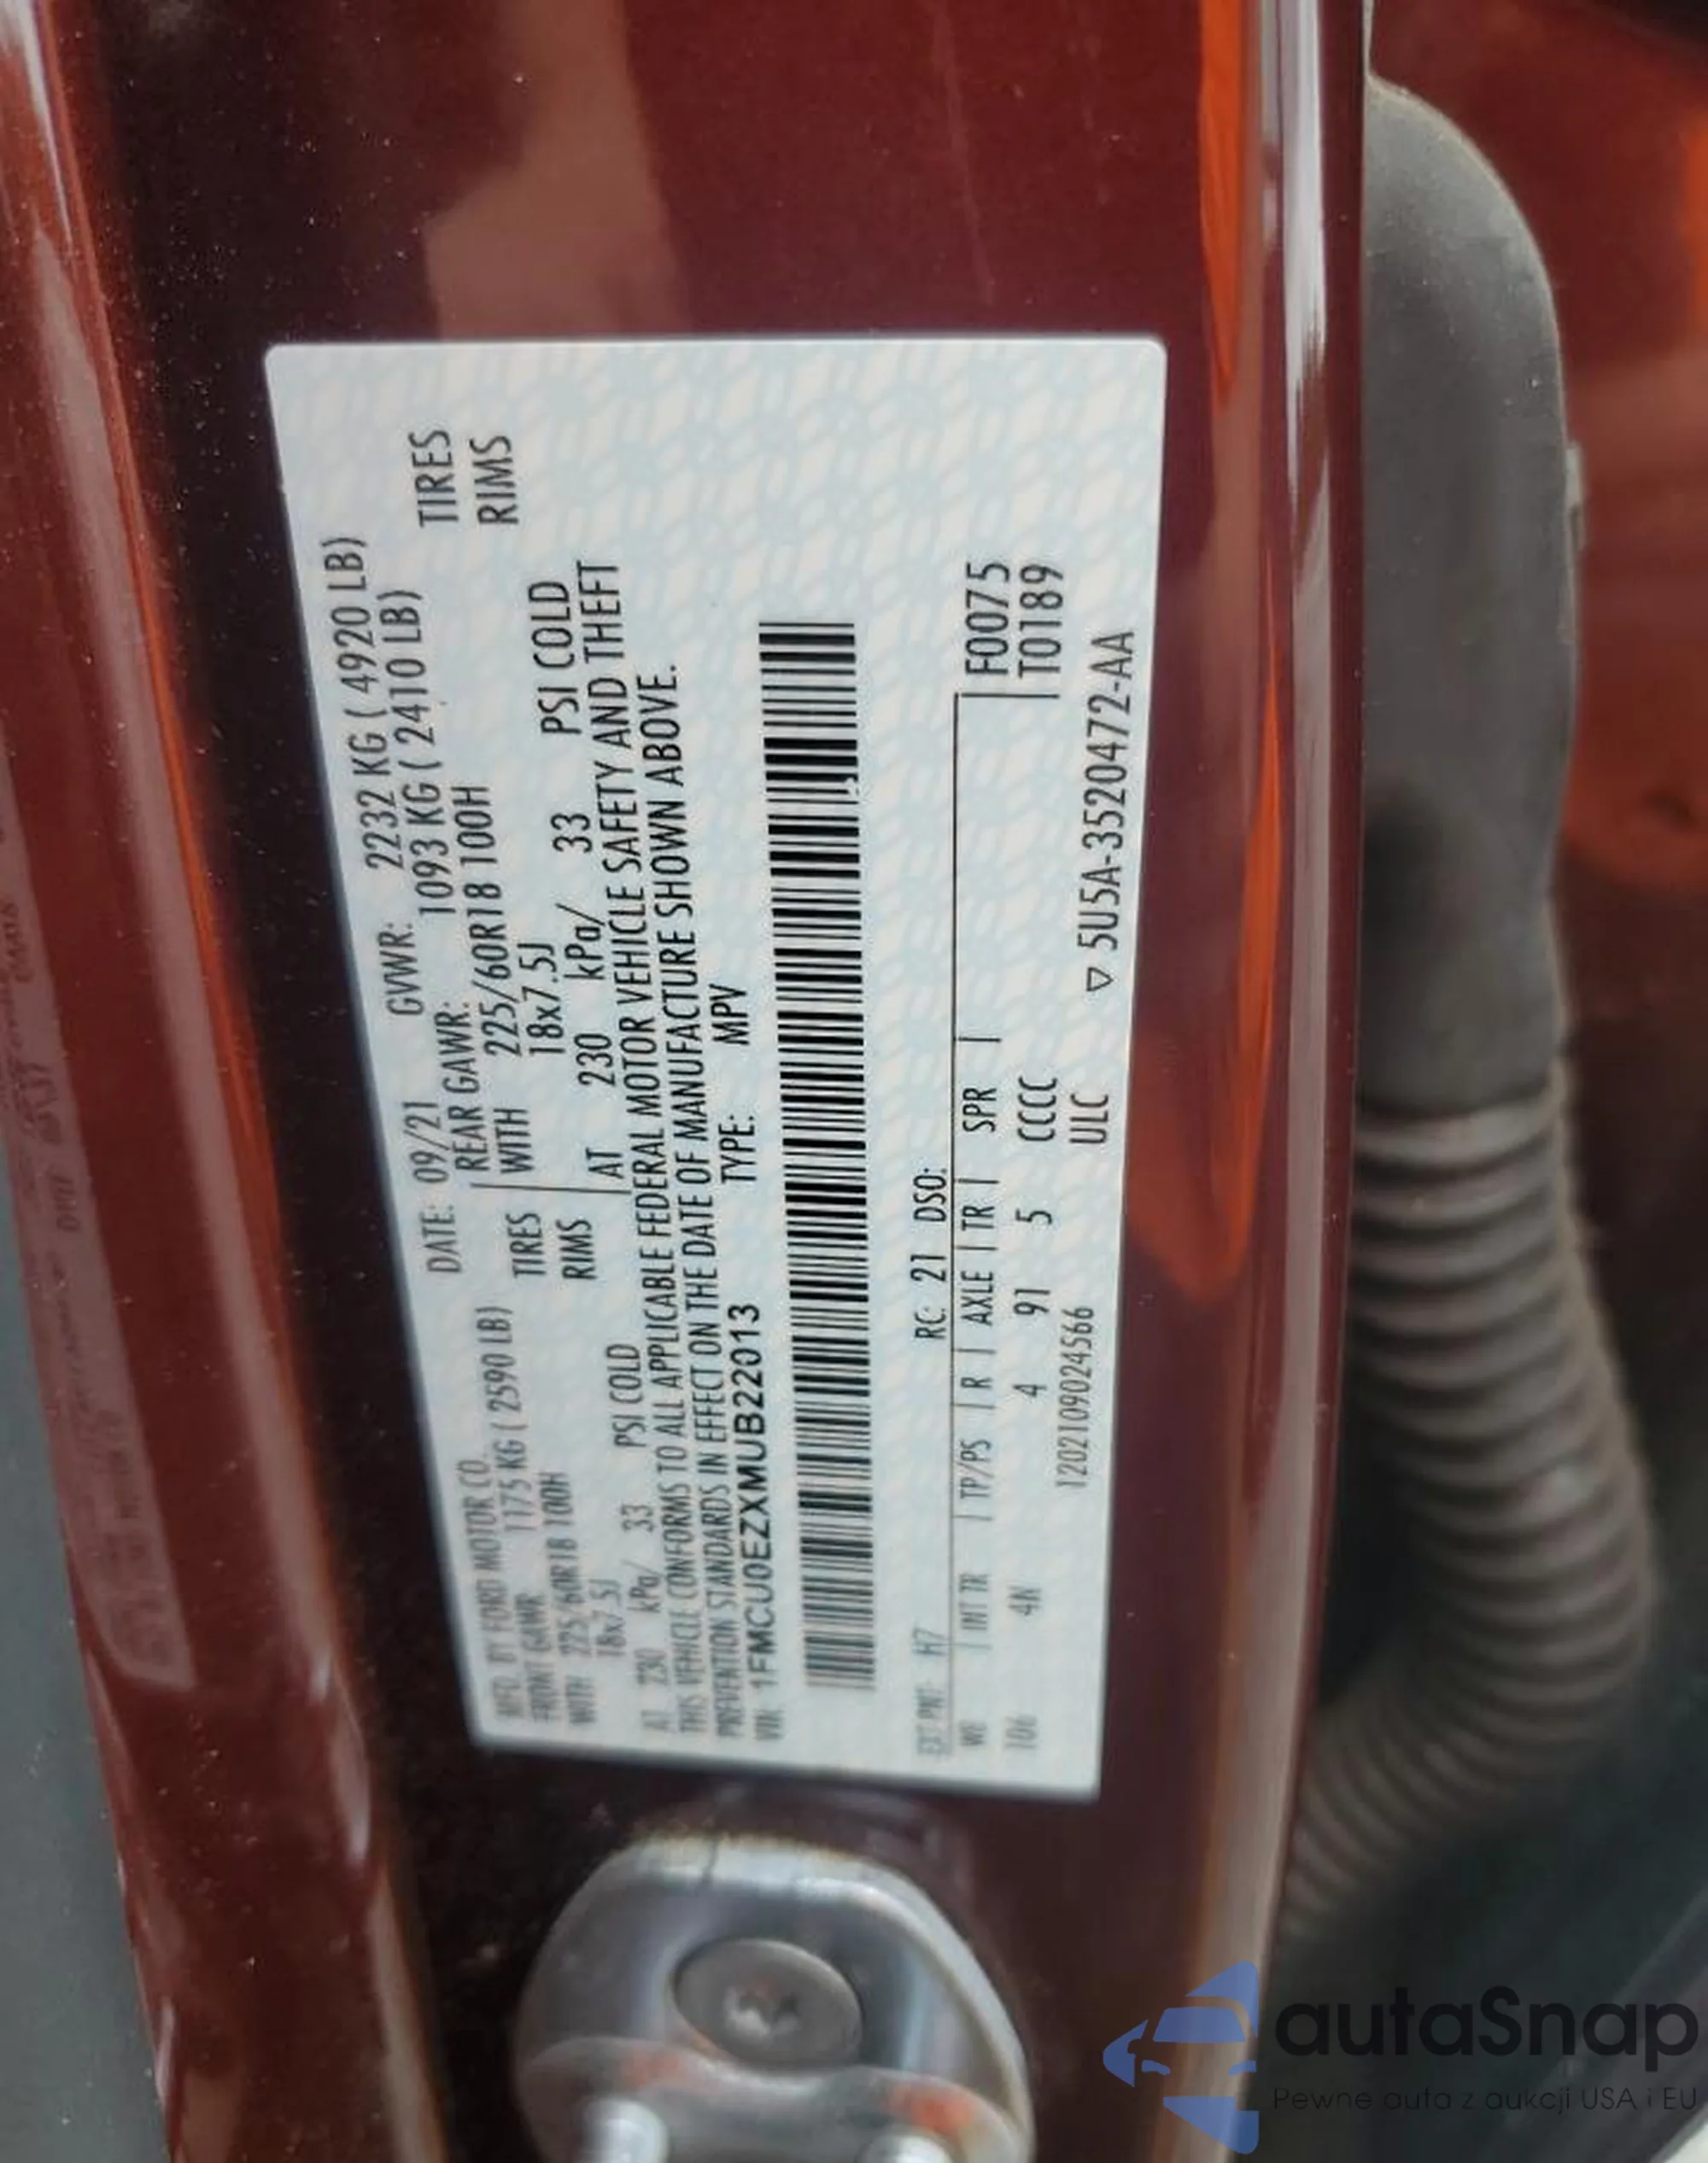 MFD. BY FORD MOTOR CO. DATE: 09/21 GVWR: 2232 KG ( 4920 LB)
FRONT GAWR: 1175 KG ( 2590 LB) REAR GAWR: 1093 KG ( 2410 LB)
WITH 225/60R18 100H TIRES WITH 225/60R18 100H TIRES
18x7.5J RIMS 18x7.5J RIMS
AT 230 kPa/ 33 PSI COLD AT 230 kPa/ 33 PSI COLD
THIS VEHICLE CONFORMS TO ALL APPLICABLE FEDERAL MOTOR VEHICLE SAFETY AND THEFT
PREVENTION STANDARDS IN EFFECT ON THE DATE OF MANUFACTURE SHOWN ABOVE.
VIN: 1FMCU0EZXMUB22013 TYPE: MPV
EXT PNT: H7 RC: 21 DSO:
WB | INT TR | TP/PS | R | AXLE | TR | SPR | F0075
106 4N 4 91 5 CCCC T0189
1202109024566 ULC ▽ 5U5A-3520472-AA
autaSnap
Pewne auta z aukcji USA i EU